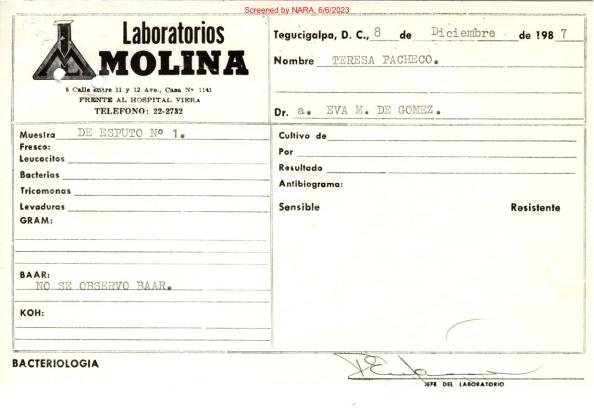 Screened by NARA, 6/6/2023
Laboratorios
MOLINA
8 Calle entre 11 y 12 Ave., Casa Nº 1141
FRENTE AL HOSPITAL VIERA
TELEFONO: 22-2732
Tegucigalpa, D. C., 8 de Diciembre de 1987
Nombre TERESA PACHECO.
Dr. a. EVA M. DE GOMEZ.
Muestra DE ESPUTO Nº 1.
Fresco:
Leucocitos
Bacterias
Tricomonas
Levaduras
GRAM:
BAAR:
NO SE OBSERVO BAAR.
KOH:
Cultivo de
Por
Resultado
Antibiograma:
Sensible Resistente
BACTERIOLOGIA
JEFE DEL LABORATORIO